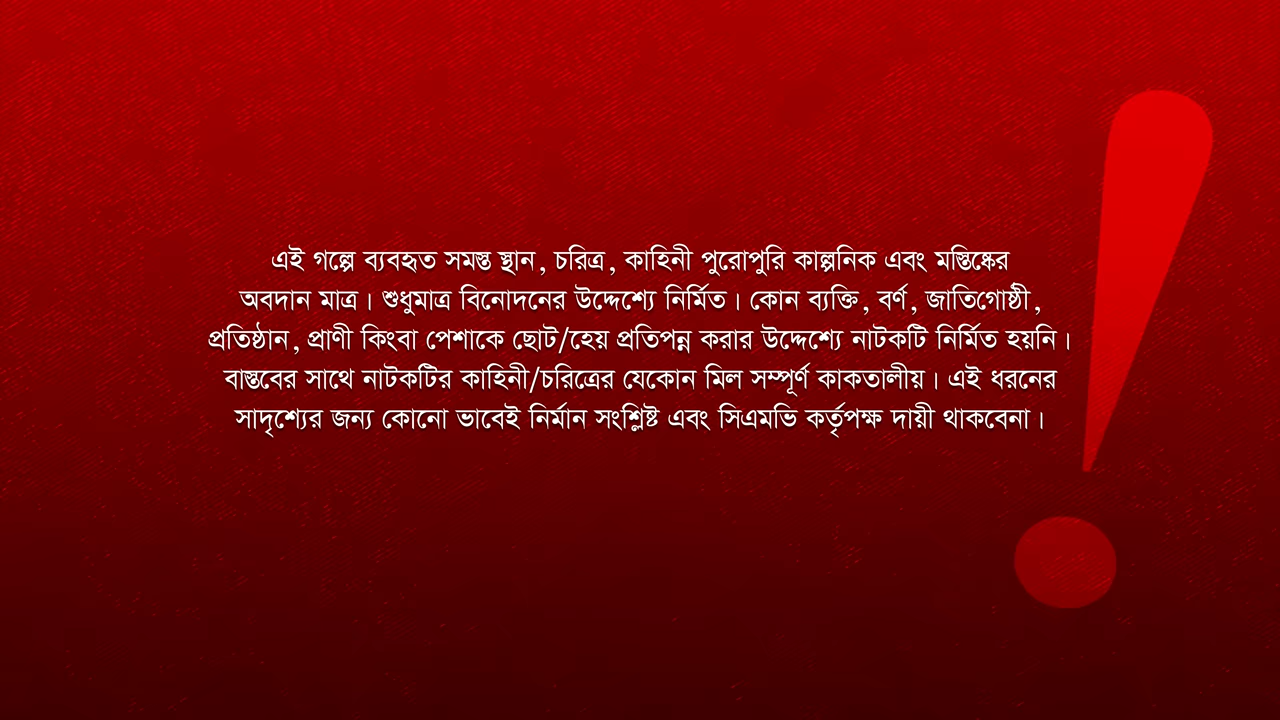 এই গল্পে ব্যবহৃত সমস্ত স্থান, চরিত্র, কাহিনী পুরোপুরি কাল্পনিক এবং মস্তিষ্কের
অবদান মাত্র। শুধুমাত্র বিনোদনের উদ্দেশ্যে নির্মিত। কোন ব্যক্তি, বর্ণ, জাতিগোষ্ঠী,
প্রতিষ্ঠান, প্রাণী কিংবা পেশাকে ছোট/হেয় প্রতিপন্ন করার উদ্দেশ্যে নাটকটি নির্মিত হয়নি।
বাস্তবের সাথে নাটকটির কাহিনী/চরিত্রের যেকোন মিল সম্পূর্ণ কাকতালীয়। এই ধরনের
সাদৃশ্যের জন্য কোনো ভাবেই নির্মান সংশ্লিষ্ট এবং সিএমভি কর্তৃপক্ষ দায়ী থাকবেনা।